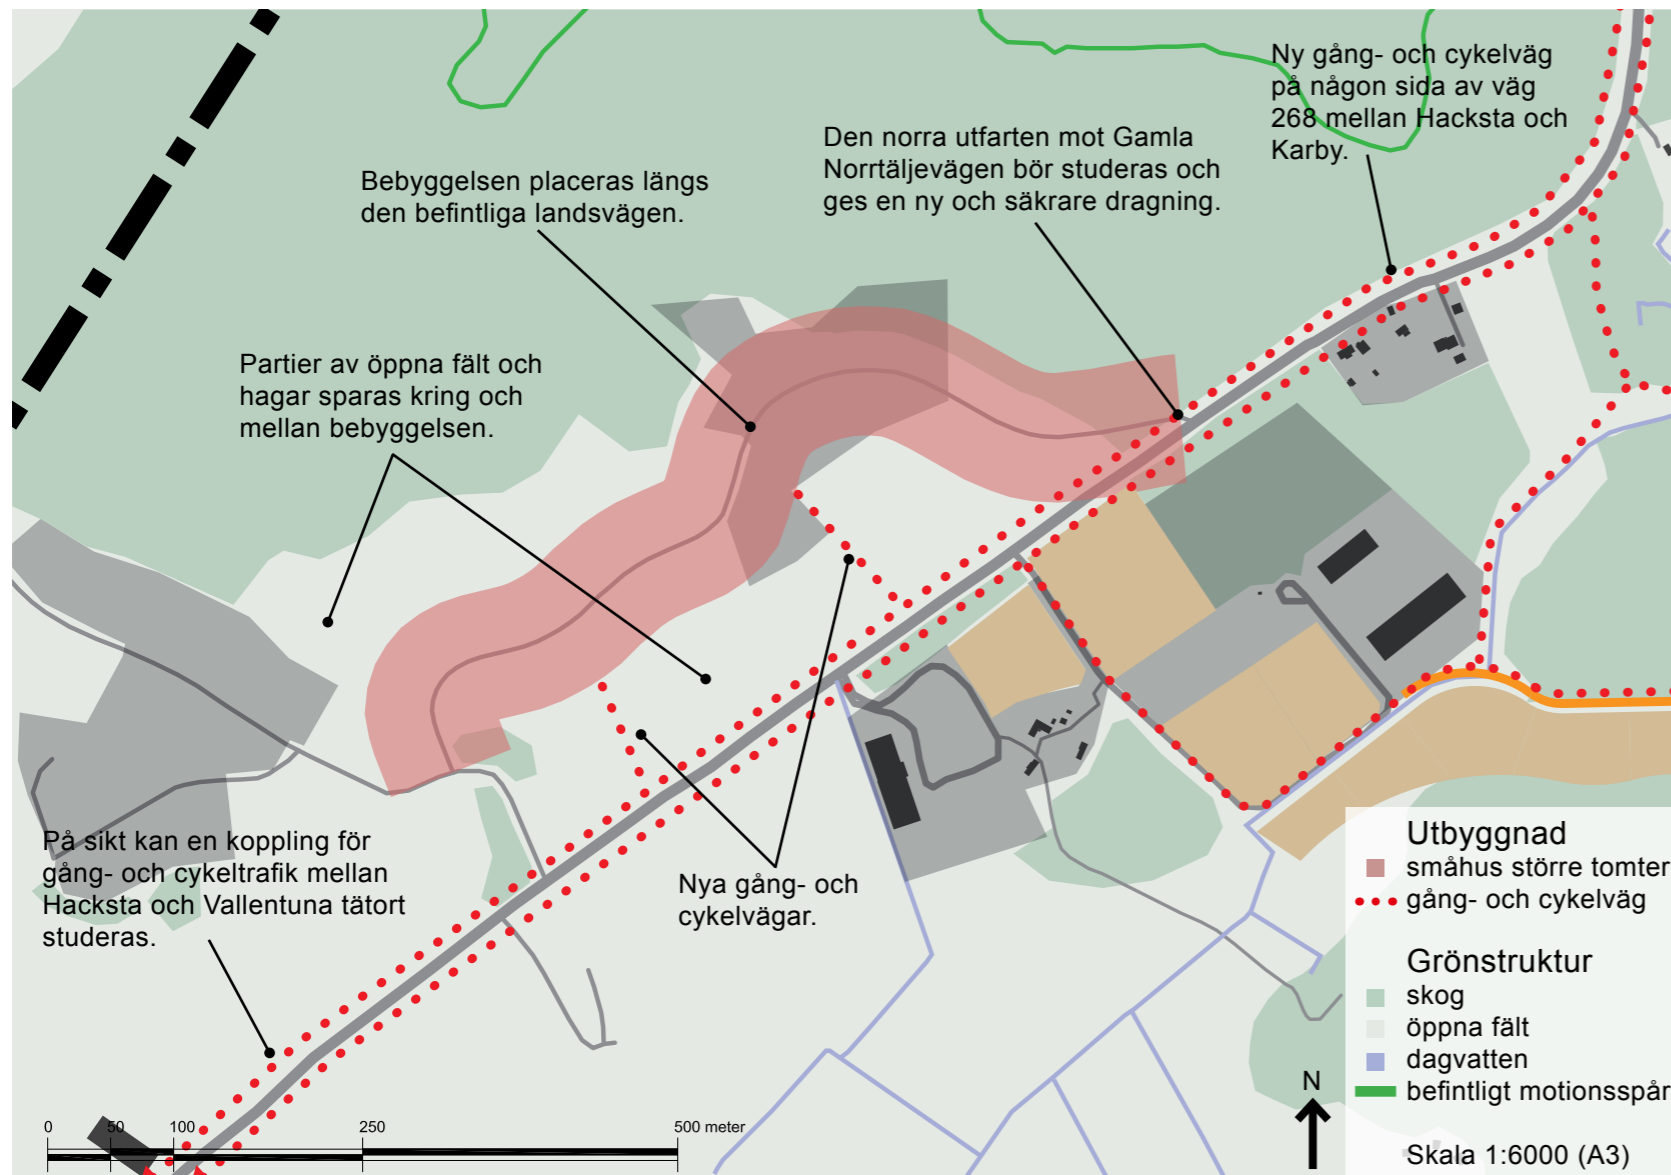 Ny gång- och cykelväg
på någon sida av väg
268 mellan Hacksta och
Karby.
Den norra utfarten mot Gamla
Norrtäljevägen bör studeras och
ges en ny och säkrare dragning.
Bebyggelsen placeras längs
den befintliga landsvägen.
Partier av öppna fält och
hagar sparas kring och
mellan bebyggelsen.
På sikt kan en koppling för
gång- och cykeltrafik mellan
Hacksta och Vallentuna tätort
studeras.
Nya gång- och
cykelvägar.
Utbyggnad
småhus större tomter
gång- och cykelväg
Grönstruktur
skog
öppna fält
dagvatten
befintligt motionsspår
Skala 1:6000 (A3)
N
0 50 100 250 500 meter